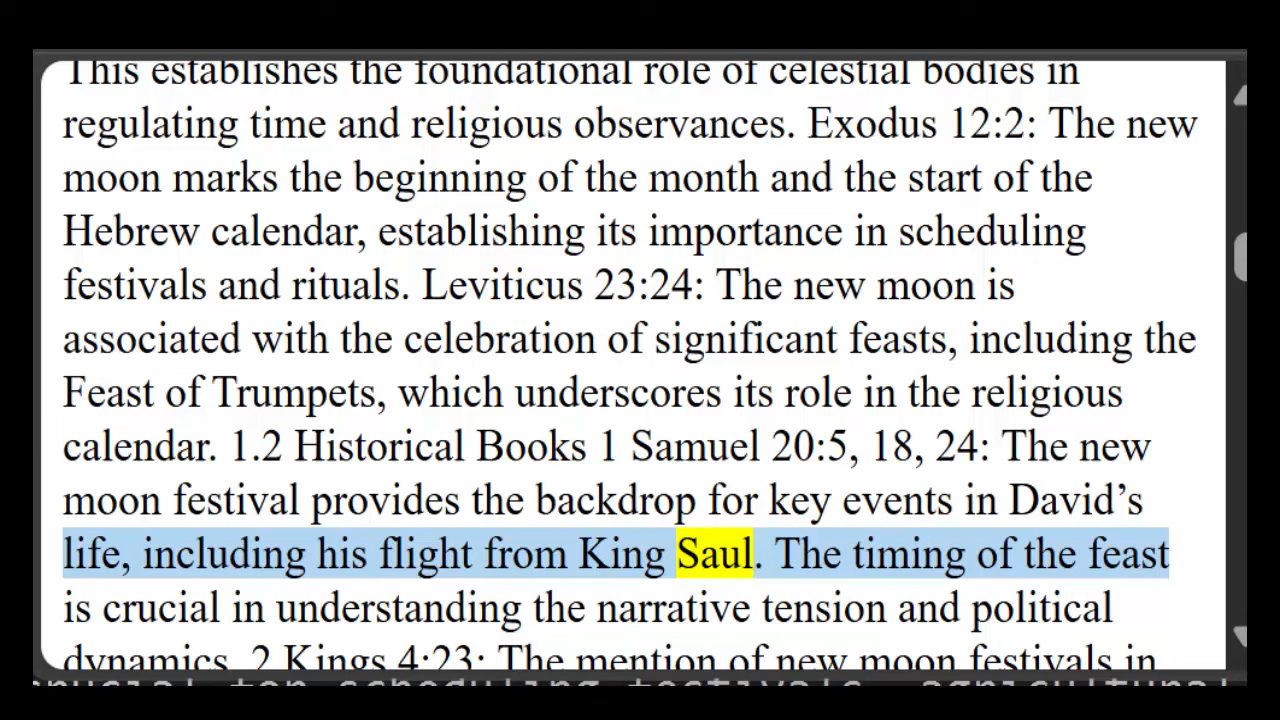 This establishes the foundational role of celestial bodies in
regulating time and religious observances. Exodus 12:2: The new
moon marks the beginning of the month and the start of the
Hebrew calendar, establishing its importance in scheduling
festivals and rituals. Leviticus 23:24: The new moon is
associated with the celebration of significant feasts, including the
Feast of Trumpets, which underscores its role in the religious
calendar. 1.2 Historical Books 1 Samuel 20:5, 18, 24: The new
moon festival provides the backdrop for key events in David’s
life, including his flight from King Saul. The timing of the feast
is crucial in understanding the narrative tension and political
dynamics. 2 Kings 4:23: The mention of new moon festivals in
crucial for scheduling festivals, agricultural